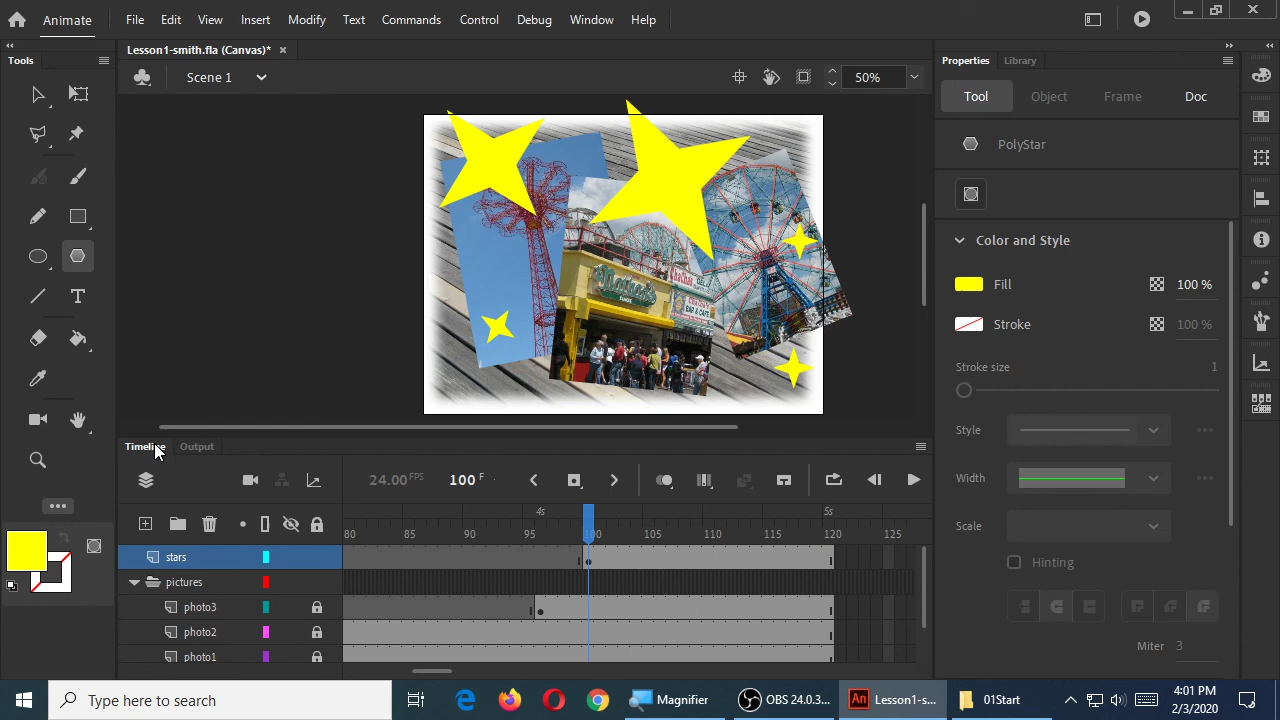 Animate
File Edit View Insert Modify Text Commands Control Debug Window Help
Lesson1-smith.fla (Canvas)*
Scene 1
50%
Tools
Properties Library
Tool Object Frame Doc
PolyStar
Color and Style
Fill 100 %
Stroke 100 %
Stroke size 1
Style
Width
Scale
Hinting
Miter 3
Nathan's
FAMOUS
Timeline Output
24.00 FPS 100 F
4s 5s
80 85 90 95 100 105 110 115 120 125
stars
pictures
photo3
photo2
photo1
Type here to search
Magnifier
OBS 24.0.3...
An Lesson1-s...
01Start
4:01 PM
2/3/2020